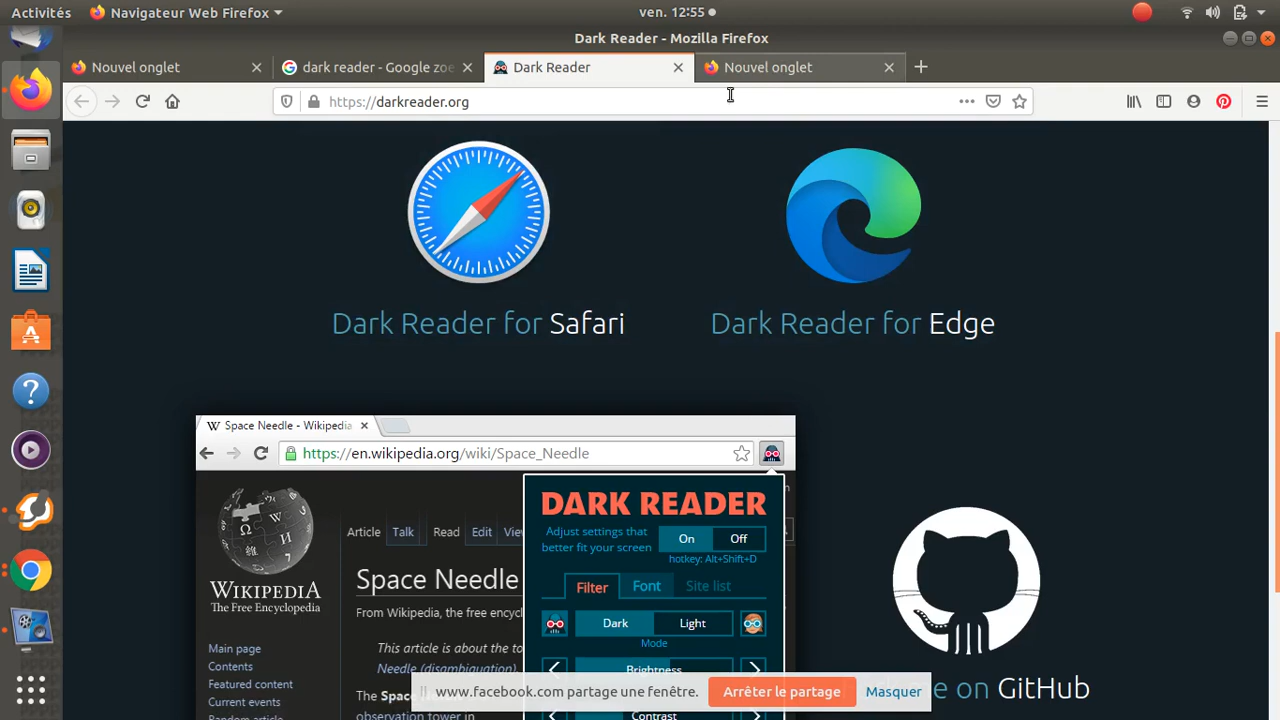 Activités Navigateur Web Firefox ven. 12:55
Dark Reader - Mozilla Firefox
Nouvel onglet dark reader - Google zoe Dark Reader Nouvel onglet
https://darkreader.org
Dark Reader for Safari
Dark Reader for Edge
Space Needle - Wikipedia
https://en.wikipedia.org/wiki/Space_Needle
DARK READER
Adjust settings that
better fit your screen
On Off
hotkey: Alt+Shift+D
Filter Font Site list
Dark Light
Mode
Brightness
Contrast
WIKIPEDIA
The Free Encyclopedia
Main page
Contents
Featured content
Current events
Article Talk Read Edit
Space Needle
From Wikipedia, the free encyc
This article is about the to
Needle (disambiguation).
The Space
observation tower in
on GitHub
www.facebook.com partage une fenêtre. Arrêter le partage Masquer